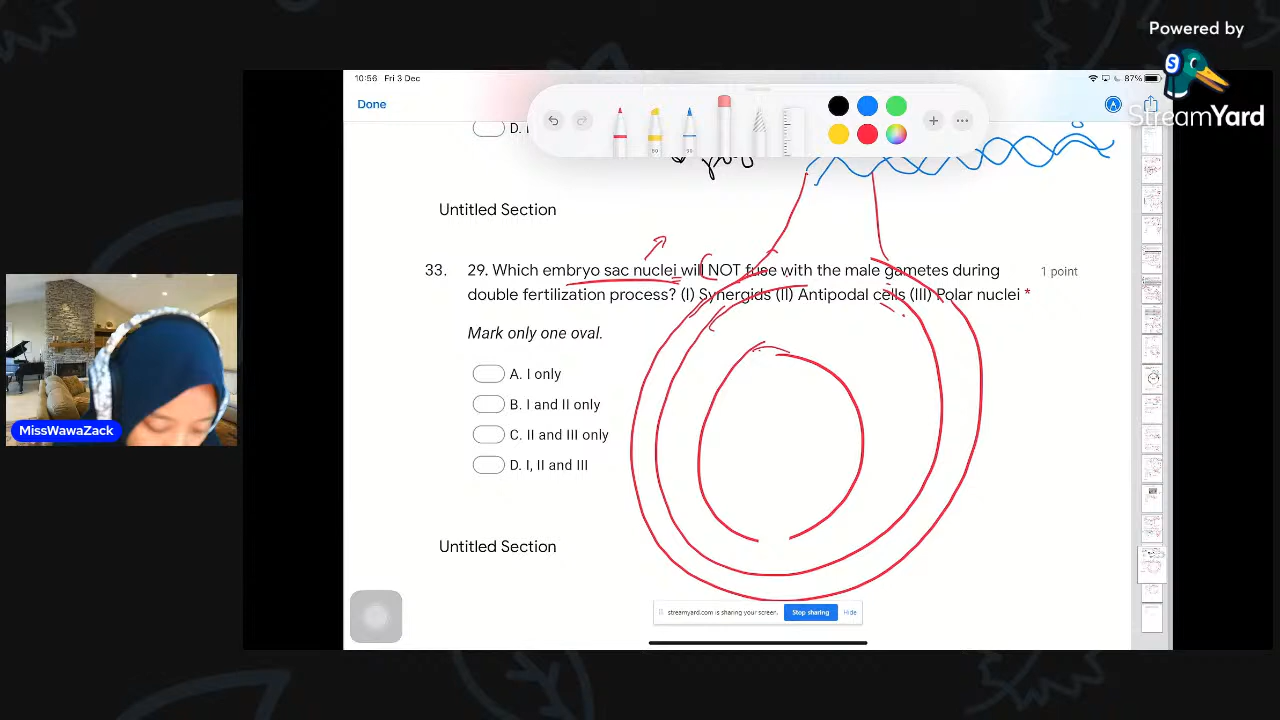 Powered by
StreamYard
10:56 Fri 3 Dec
87%
Done
D.
Untitled Section
33. 29. Which embryo sac nuclei will NOT fuse with the male gametes during 1 point
double fertilization process? (I) Synergids (II) Antipodal cells (III) Polar nuclei *
Mark only one oval.
A. I only
B. I and II only
C. II and III only
D. I, II and III
Untitled Section
MissWawaZack
streamyard.com is sharing your screen. Stop sharing Hide